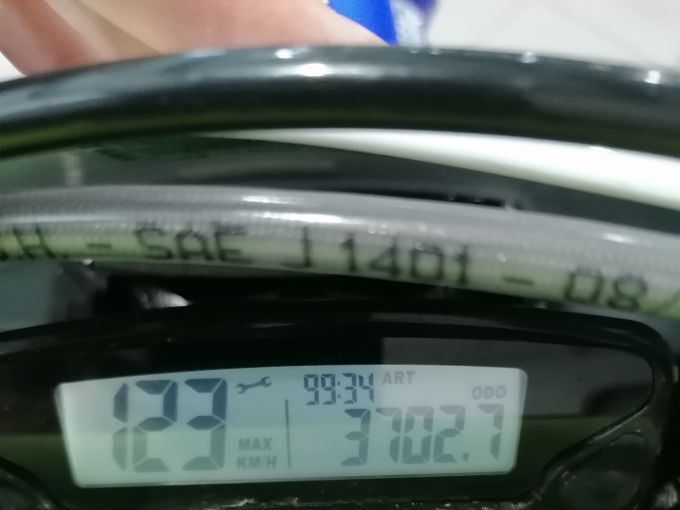 .H. - SAE J1401 - 08/
123 99:34 ART ODO
MAX 3702.7
KM/H